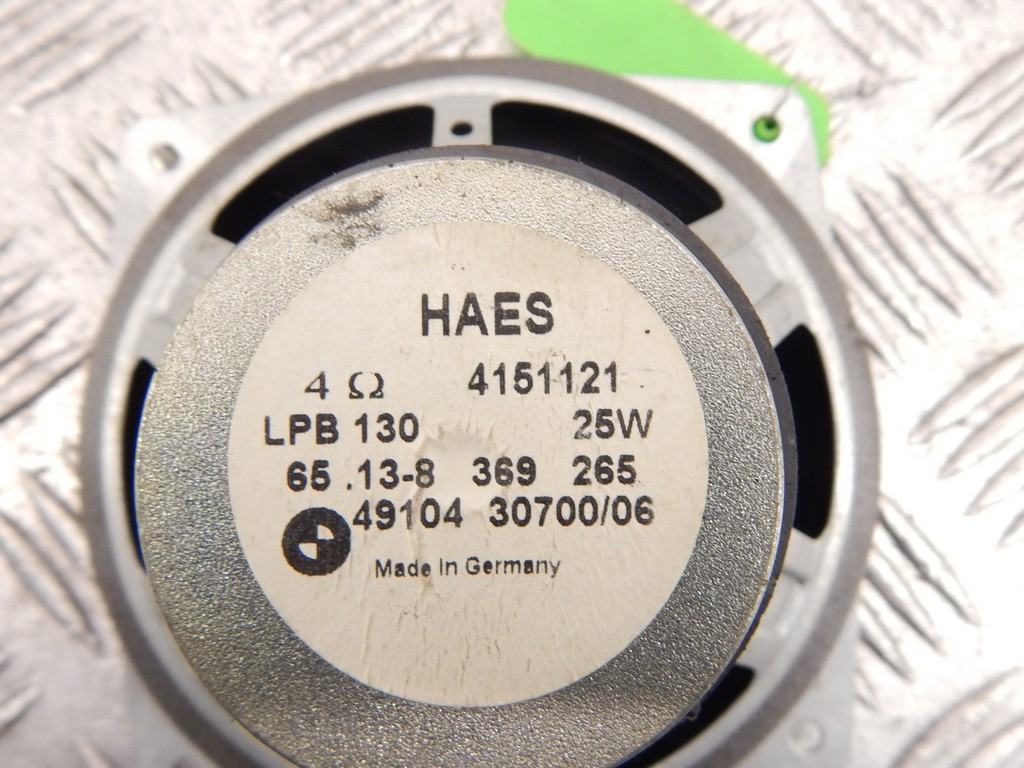 HAES
4 Ω 4151121
LPB 130 25W
65 .13-8 369 265
49104 30700/06
Made In Germany